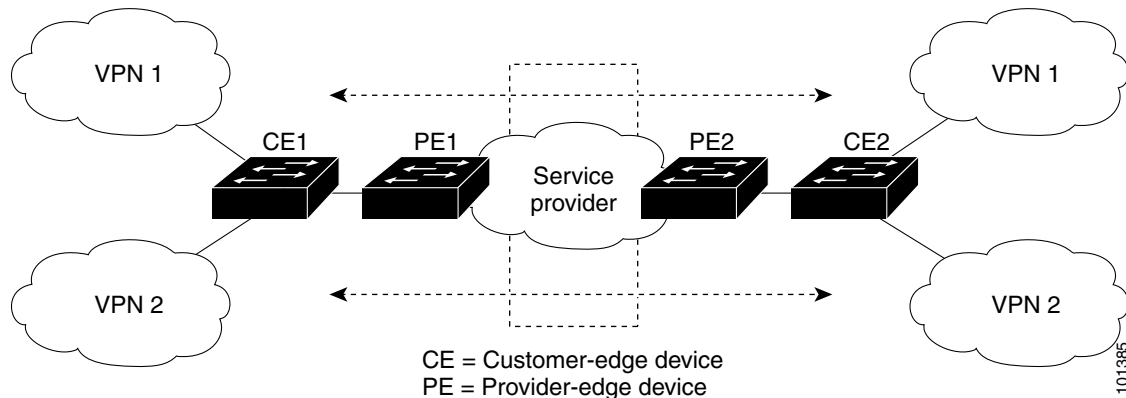 VPN 1
VPN 1
CE1
PE1
PE2
CE2
Service
provider
VPN 2
VPN 2
CE = Customer-edge device
PE = Provider-edge device
101385